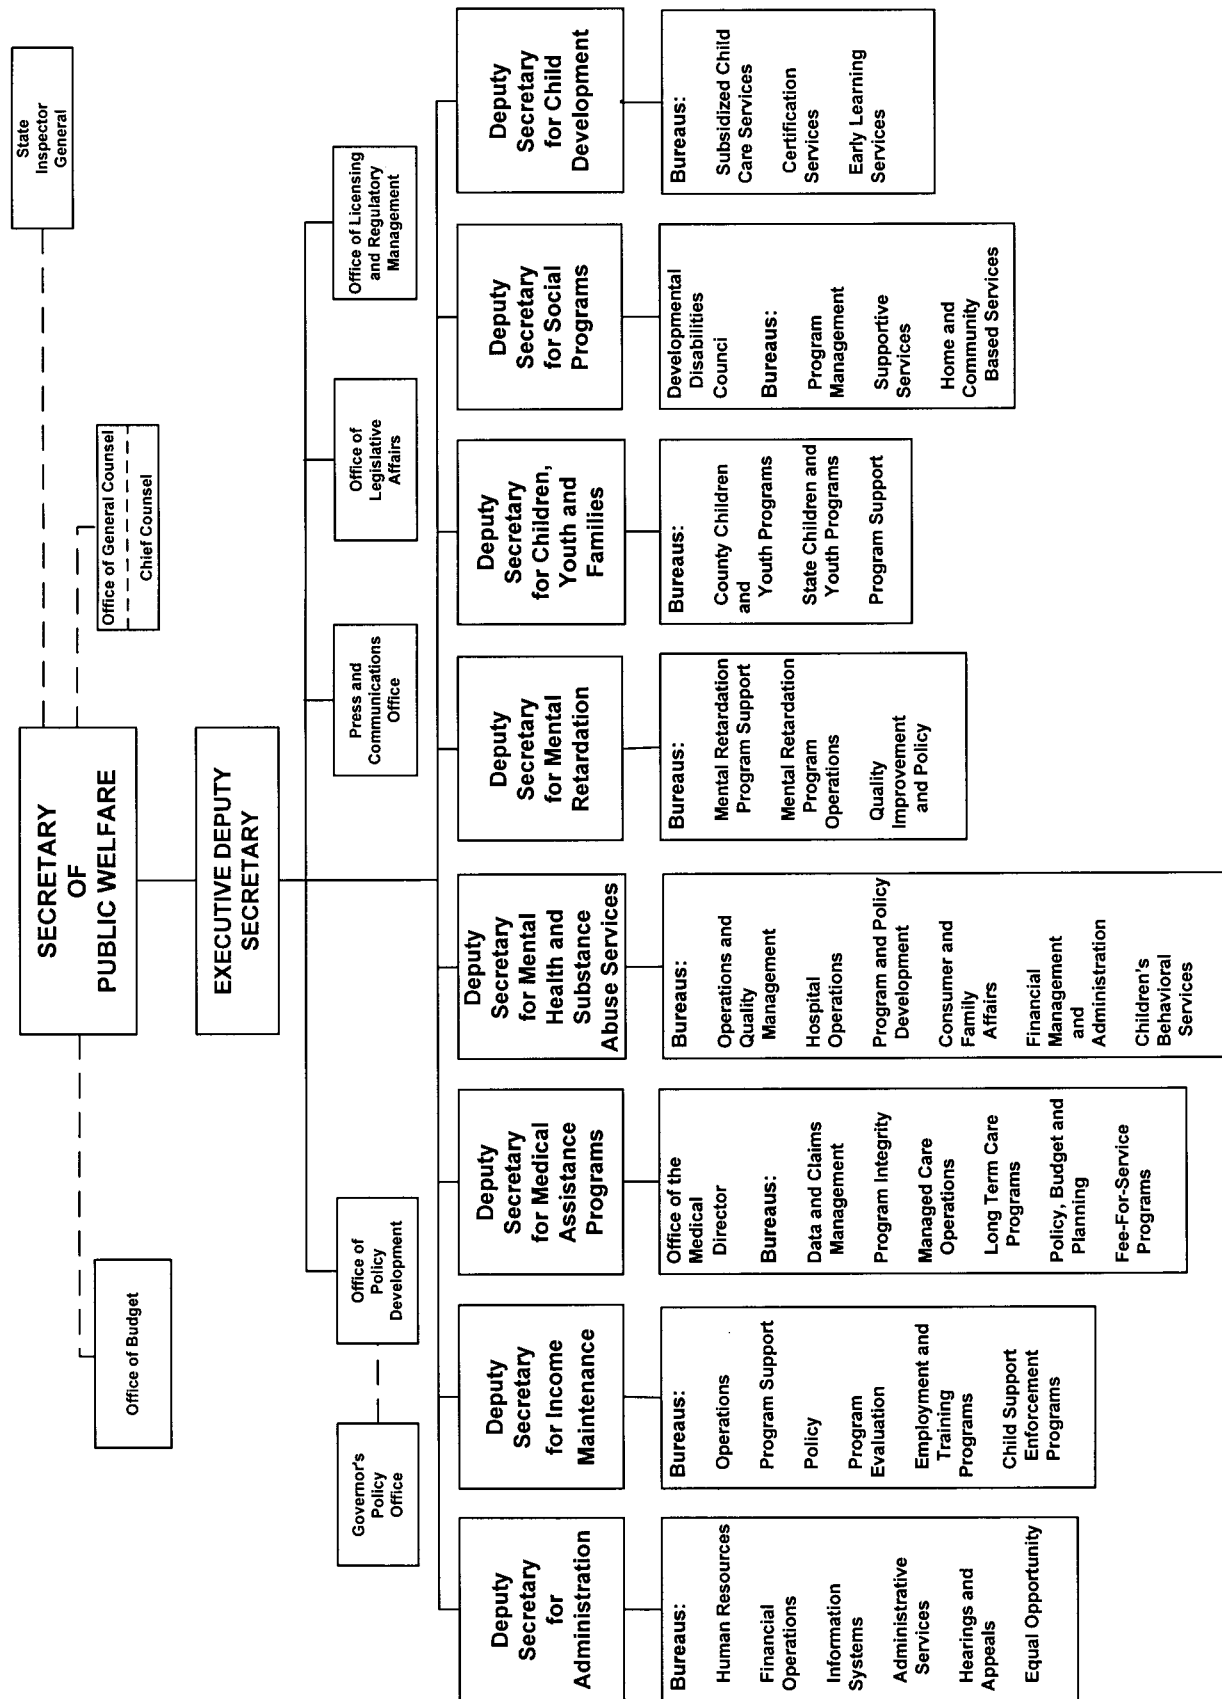 State
Inspector
General
SECRETARY
OF
PUBLIC WELFARE
Office of General Counsel
Chief Counsel
Office of Budget
EXECUTIVE DEPUTY
SECRETARY
Governor's
Policy
Office
Office of
Policy
Development
Press and
Communications
Office
Office of
Legislative
Affairs
Office of Licensing
and Regulatory
Management
Deputy
Secretary
for
Administration
Bureaus:
Human Resources
Financial
Operations
Information
Systems
Administrative
Services
Hearings and
Appeals
Equal Opportunity
Deputy
Secretary
for Income
Maintenance
Bureaus:
Operations
Program Support
Policy
Program
Evaluation
Employment and
Training
Programs
Child Support
Enforcement
Programs
Deputy
Secretary
for Medical
Assistance
Programs
Office of the
Medical
Director
Bureaus:
Data and Claims
Management
Program Integrity
Managed Care
Operations
Long Term Care
Programs
Policy, Budget and
Planning
Fee-For-Service
Programs
Deputy
Secretary
for Mental
Health and
Substance
Abuse Services
Bureaus:
Operations and
Quality
Management
Hospital
Operations
Program and Policy
Development
Consumer and
Family
Affairs
Financial
Management
and
Administration
Children's
Behavioral
Services
Deputy
Secretary
for Mental
Retardation
Bureaus:
Mental Retardation
Program Support
Mental Retardation
Program
Operations
Quality
Improvement
and Policy
Deputy
Secretary
for Children,
Youth and
Families
Bureaus:
County Children
and
Youth Programs
State Children and
Youth Programs
Program Support
Deputy
Secretary
for Social
Programs
Developmental
Disabilities
Counci
Bureaus:
Program
Management
Supportive
Services
Home and
Community
Based Services
Deputy
Secretary
for Child
Development
Bureaus:
Subsidized Child
Care Services
Certification
Services
Early Learning
Services